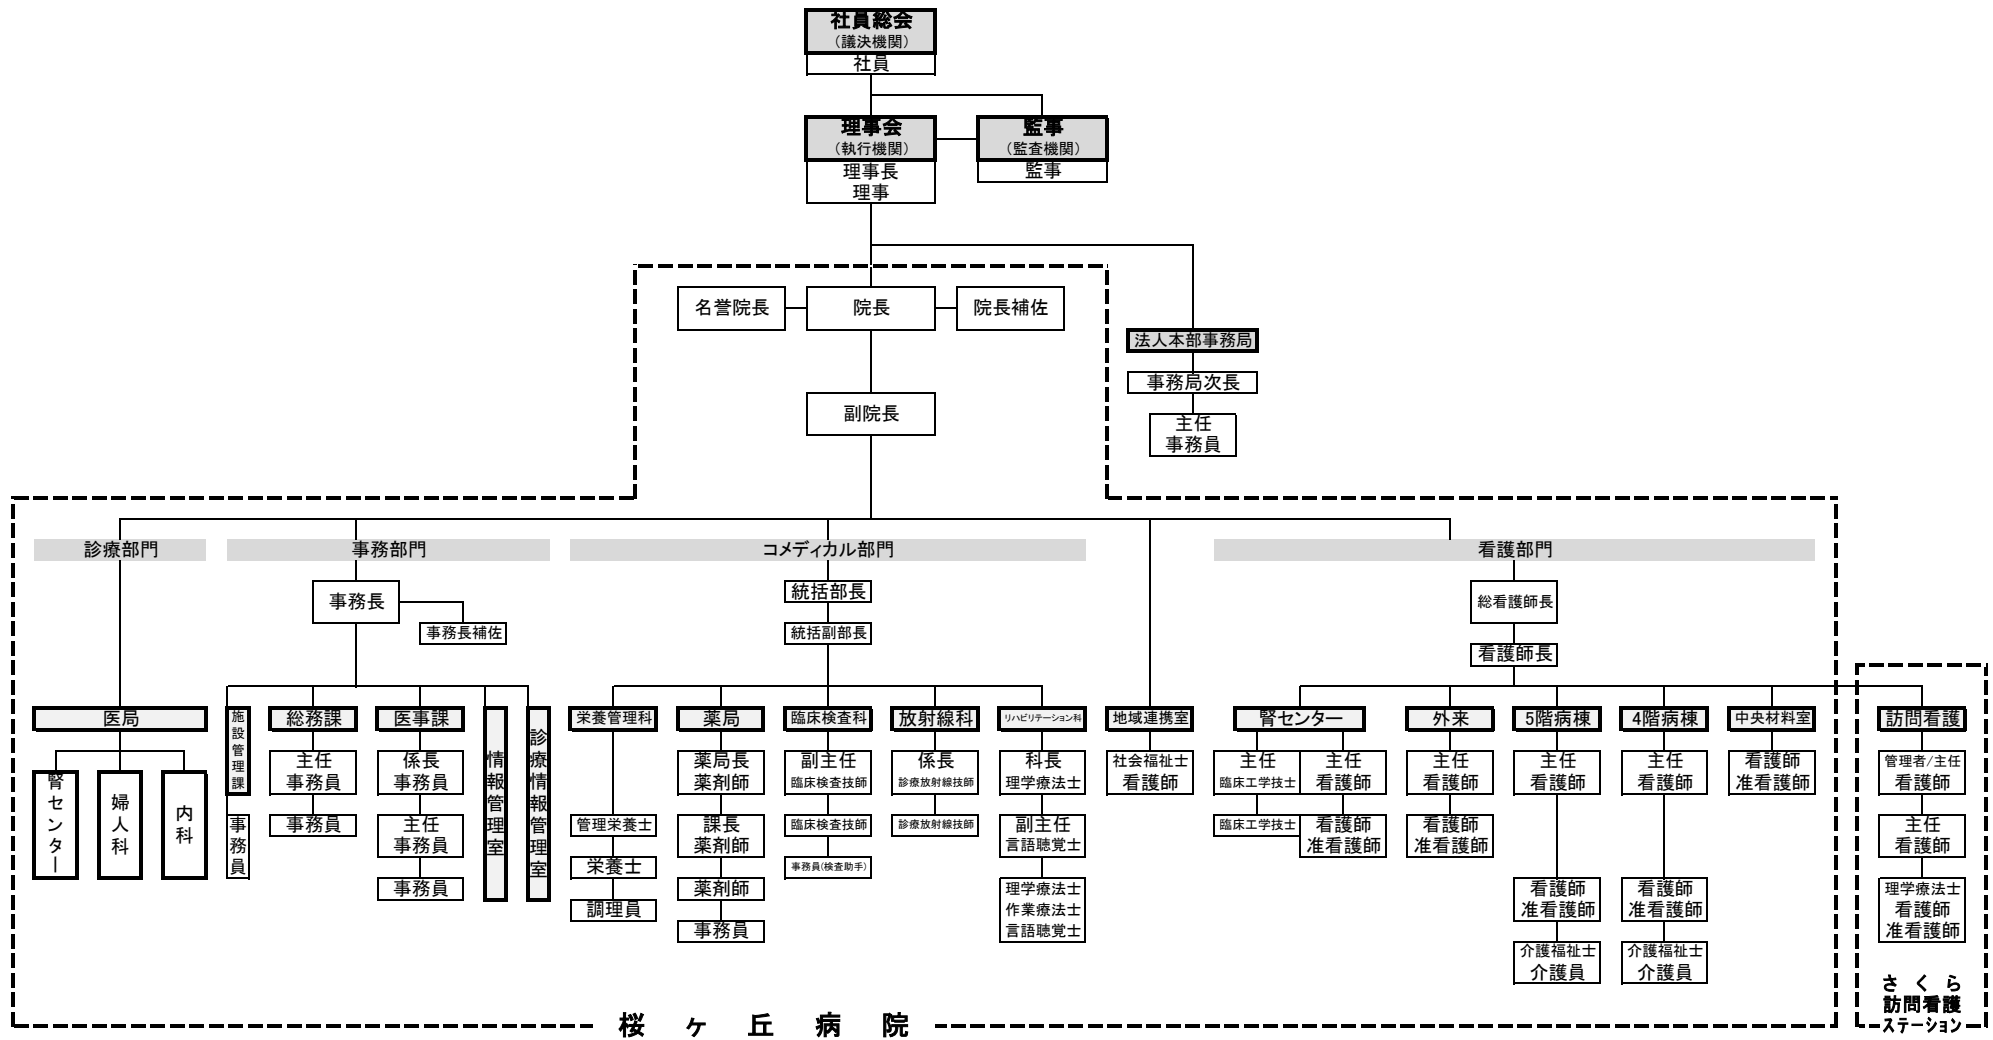 社員総会
（議決機関）
社員
理事会
（執行機関）
理事長
理事
監事
（監査機関）
監事
名誉院長
院長
院長補佐
法人本部事務局
事務局次長
主任
事務員
副院長
診療部門
事務部門
コメディカル部門
看護部門
事務長
事務長補佐
統括部長
統括副部長
総看護師長
看護師長
医局
腎センター
婦人科
内科
施設管理課
事務員
総務課
主任
事務員
事務員
医事課
係長
事務員
主任
事務員
事務員
情報管理室
診療情報管理室
栄養管理科
管理栄養士
栄養士
調理員
薬局
薬局長
薬剤師
課長
薬剤師
薬剤師
事務員
臨床検査科
副主任
臨床検査技師
臨床検査技師
事務員(検査助手)
放射線科
係長
診療放射線技師
診療放射線技師
リハビリテーション科
科長
理学療法士
副主任
言語聴覚士
理学療法士
作業療法士
言語聴覚士
地域連携室
社会福祉士
看護師
腎センター
主任
臨床工学技士
臨床工学技士
主任
看護師
看護師
准看護師
外来
主任
看護師
看護師
准看護師
5階病棟
主任
看護師
看護師
准看護師
介護福祉士
介護員
4階病棟
主任
看護師
看護師
准看護師
介護福祉士
介護員
中央材料室
看護師
准看護師
訪問看護
管理者/主任
看護師
主任
看護師
理学療法士
看護師
准看護師
さくら
訪問看護
ステーション
桜ヶ丘病院